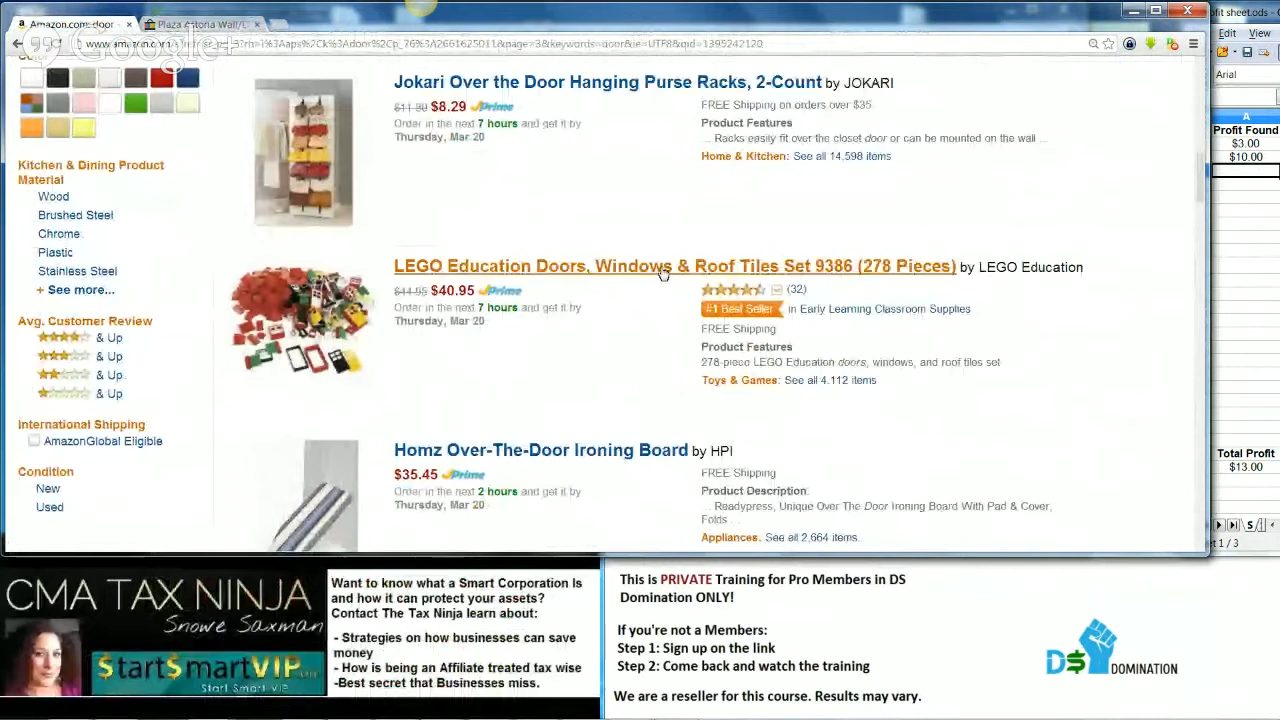 Amazon.com: door
Plaza Astoria Wall/D
Google+
Jokari Over the Door Hanging Purse Racks, 2-Count by JOKARI
$8.29 Prime
FREE Shipping on orders over $35
Order in the next 7 hours and get it by
Thursday, Mar 20
Product Features
... Racks easily fit over the closet door or can be mounted on the wall ...
Home & Kitchen: See all 14,598 items
Kitchen & Dining Product
Material
Wood
Brushed Steel
Chrome
Plastic
Stainless Steel
+ See more...
LEGO Education Doors, Windows & Roof Tiles Set 9386 (278 Pieces) by LEGO Education
$44.95 $40.95 Prime
(32)
Order in the next 7 hours and get it by
Thursday, Mar 20
#1 Best Seller in Early Learning Classroom Supplies
FREE Shipping
Product Features
278-piece LEGO Education doors, windows, and roof tiles set
Toys & Games: See all 4,112 items
Avg. Customer Review
& Up
& Up
& Up
& Up
International Shipping
AmazonGlobal Eligible
Condition
New
Used
Homz Over-The-Door Ironing Board by HPI
$35.45 Prime
Order in the next 2 hours and get it by
Thursday, Mar 20
FREE Shipping
Product Description
... Readypress, Unique Over The Door Ironing Board With Pad & Cover,
Folds ...
Appliances: See all 2,664 items
fit sheet.ods - O
Edit View
Arial
A
Profit Found
$3.00
$10.00
Total Profit
$13.00
1 / 3
CMA TAX NINJA
Snowe Saxman
StartSmartVIP
Start Smart VIP
Want to know what a Smart Corporation Is
and how it can protect your assets?
Contact The Tax Ninja learn about:
- Strategies on how businesses can save
money
- How is being an Affiliate treated tax wise
-Best secret that Businesses miss.
This is PRIVATE Training for Pro Members in DS
Domination ONLY!
If you're not a Members:
Step 1: Sign up on the link
Step 2: Come back and watch the training
We are a reseller for this course. Results may vary.
D$ DOMINATION